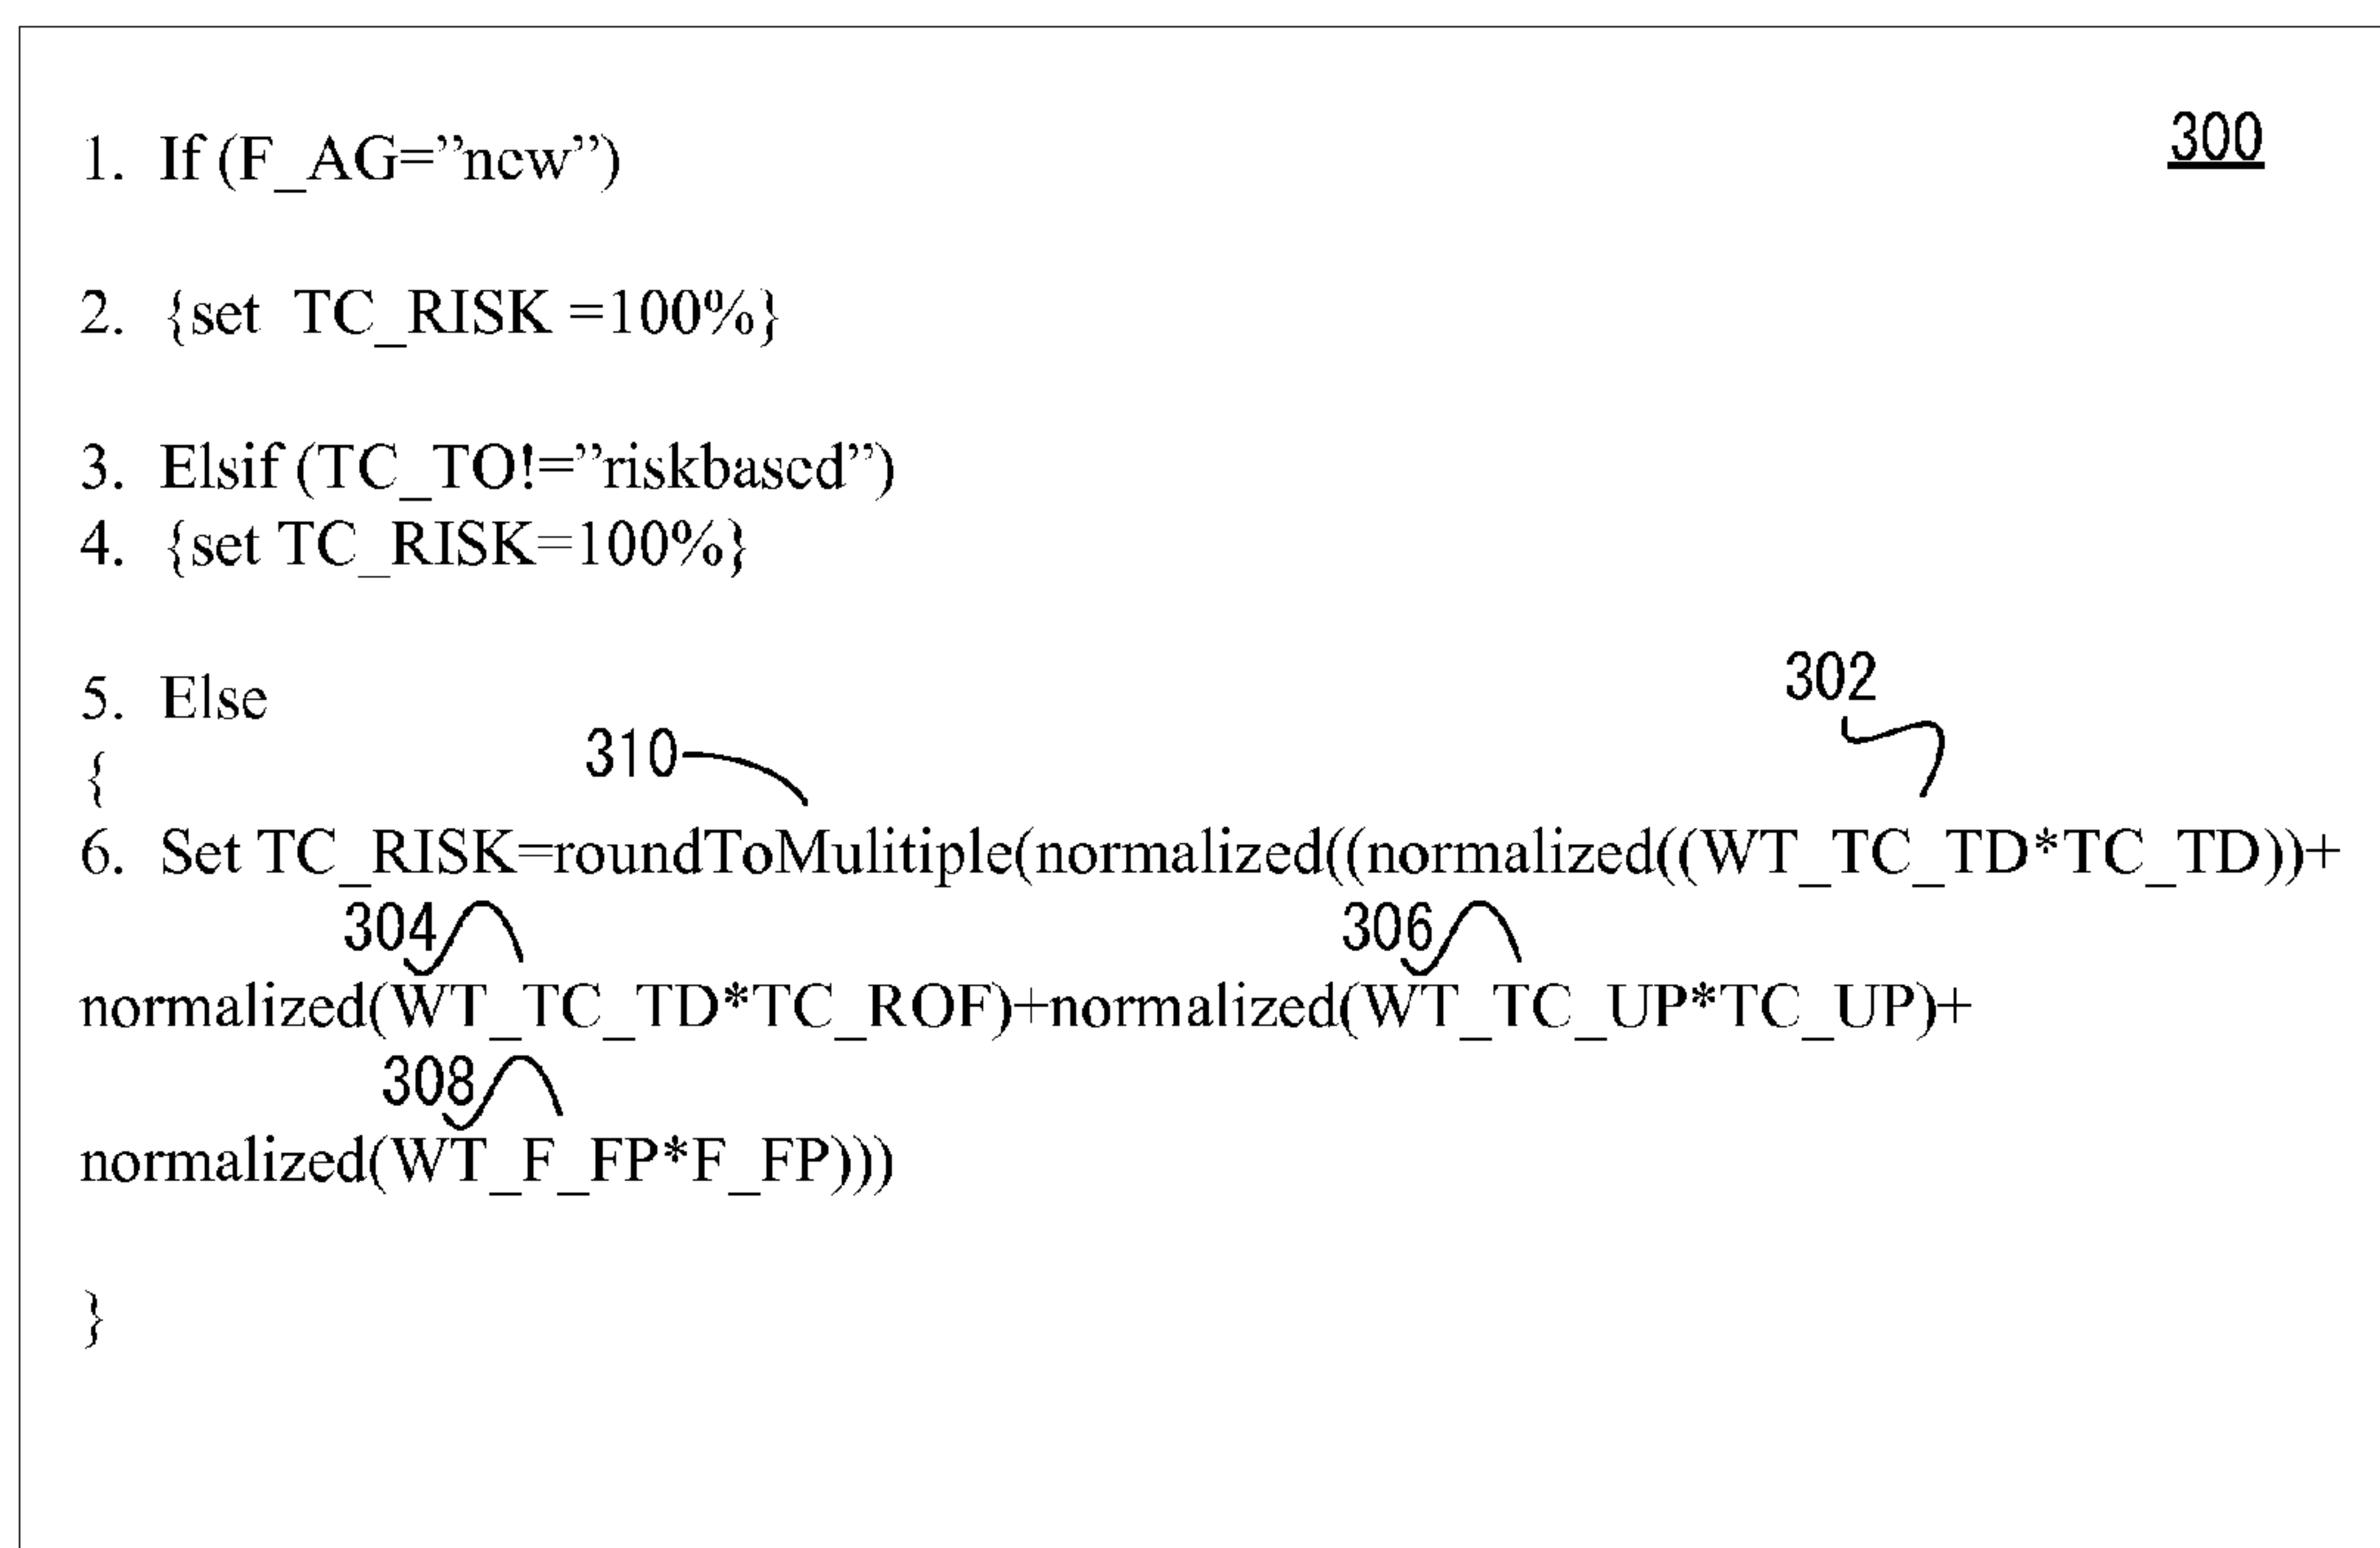 300
1. If (F_AG=”new”)
2. {set TC_RISK =100%}
3. Elsif (TC_TO!=”riskbased”)
4. {set TC_RISK=100%}
302
5. Else
310
{
6. Set TC_RISK=roundToMulitiple(normalized((normalized((WT_TC_TD*TC_TD))+
304 306
normalized(WT_TC_TD*TC_ROF)+normalized(WT_TC_UP*TC_UP)+
308
normalized(WT_F_FP*F_FP)))
}